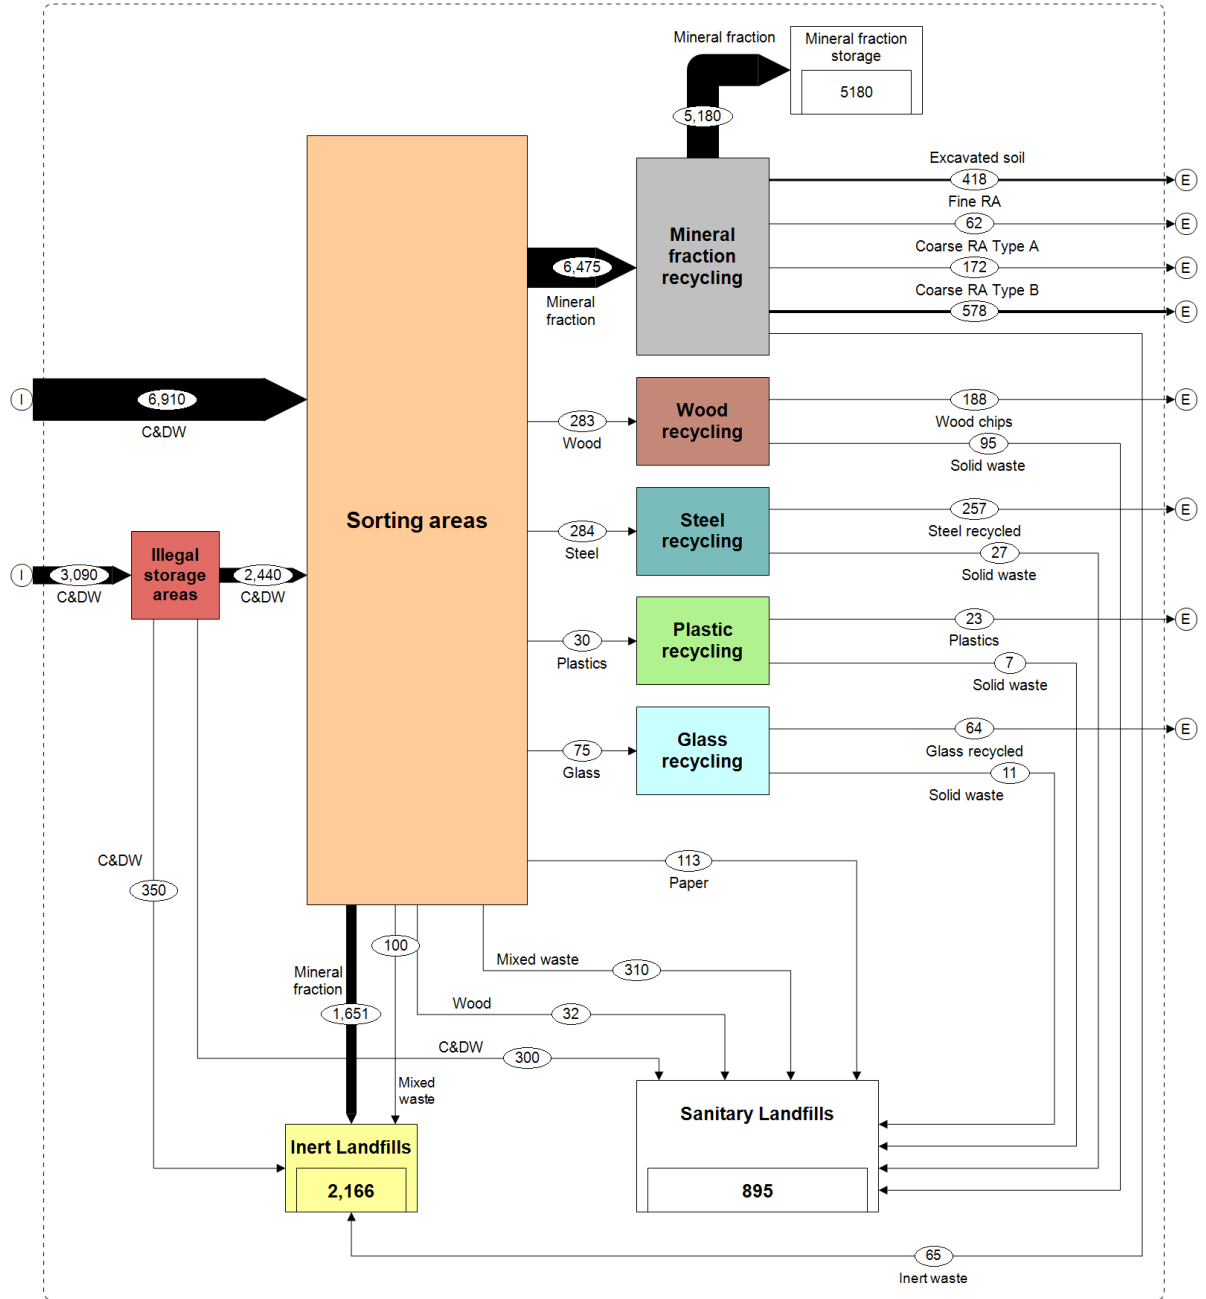 Mineral fraction
Mineral fraction
storage
5180
5,180
Excavated soil
418
E
Fine RA
62
E
Mineral
fraction
recycling
Coarse RA Type A
172
E
6,475
Mineral
fraction
Coarse RA Type B
578
E
I
6,910
C&DW
283
Wood
Wood
recycling
188
Wood chips
E
95
Solid waste
Sorting areas
284
Steel
Steel
recycling
257
Steel recycled
E
27
Solid waste
I
3,090
C&DW
Illegal
storage
areas
2,440
C&DW
30
Plastics
Plastic
recycling
23
Plastics
E
7
Solid waste
75
Glass
Glass
recycling
64
Glass recycled
E
11
Solid waste
C&DW
350
113
Paper
100
Mixed waste
310
Mineral
fraction
1,651
Wood
32
C&DW
300
Mixed
waste
Sanitary Landfills
895
Inert Landfills
2,166
65
Inert waste